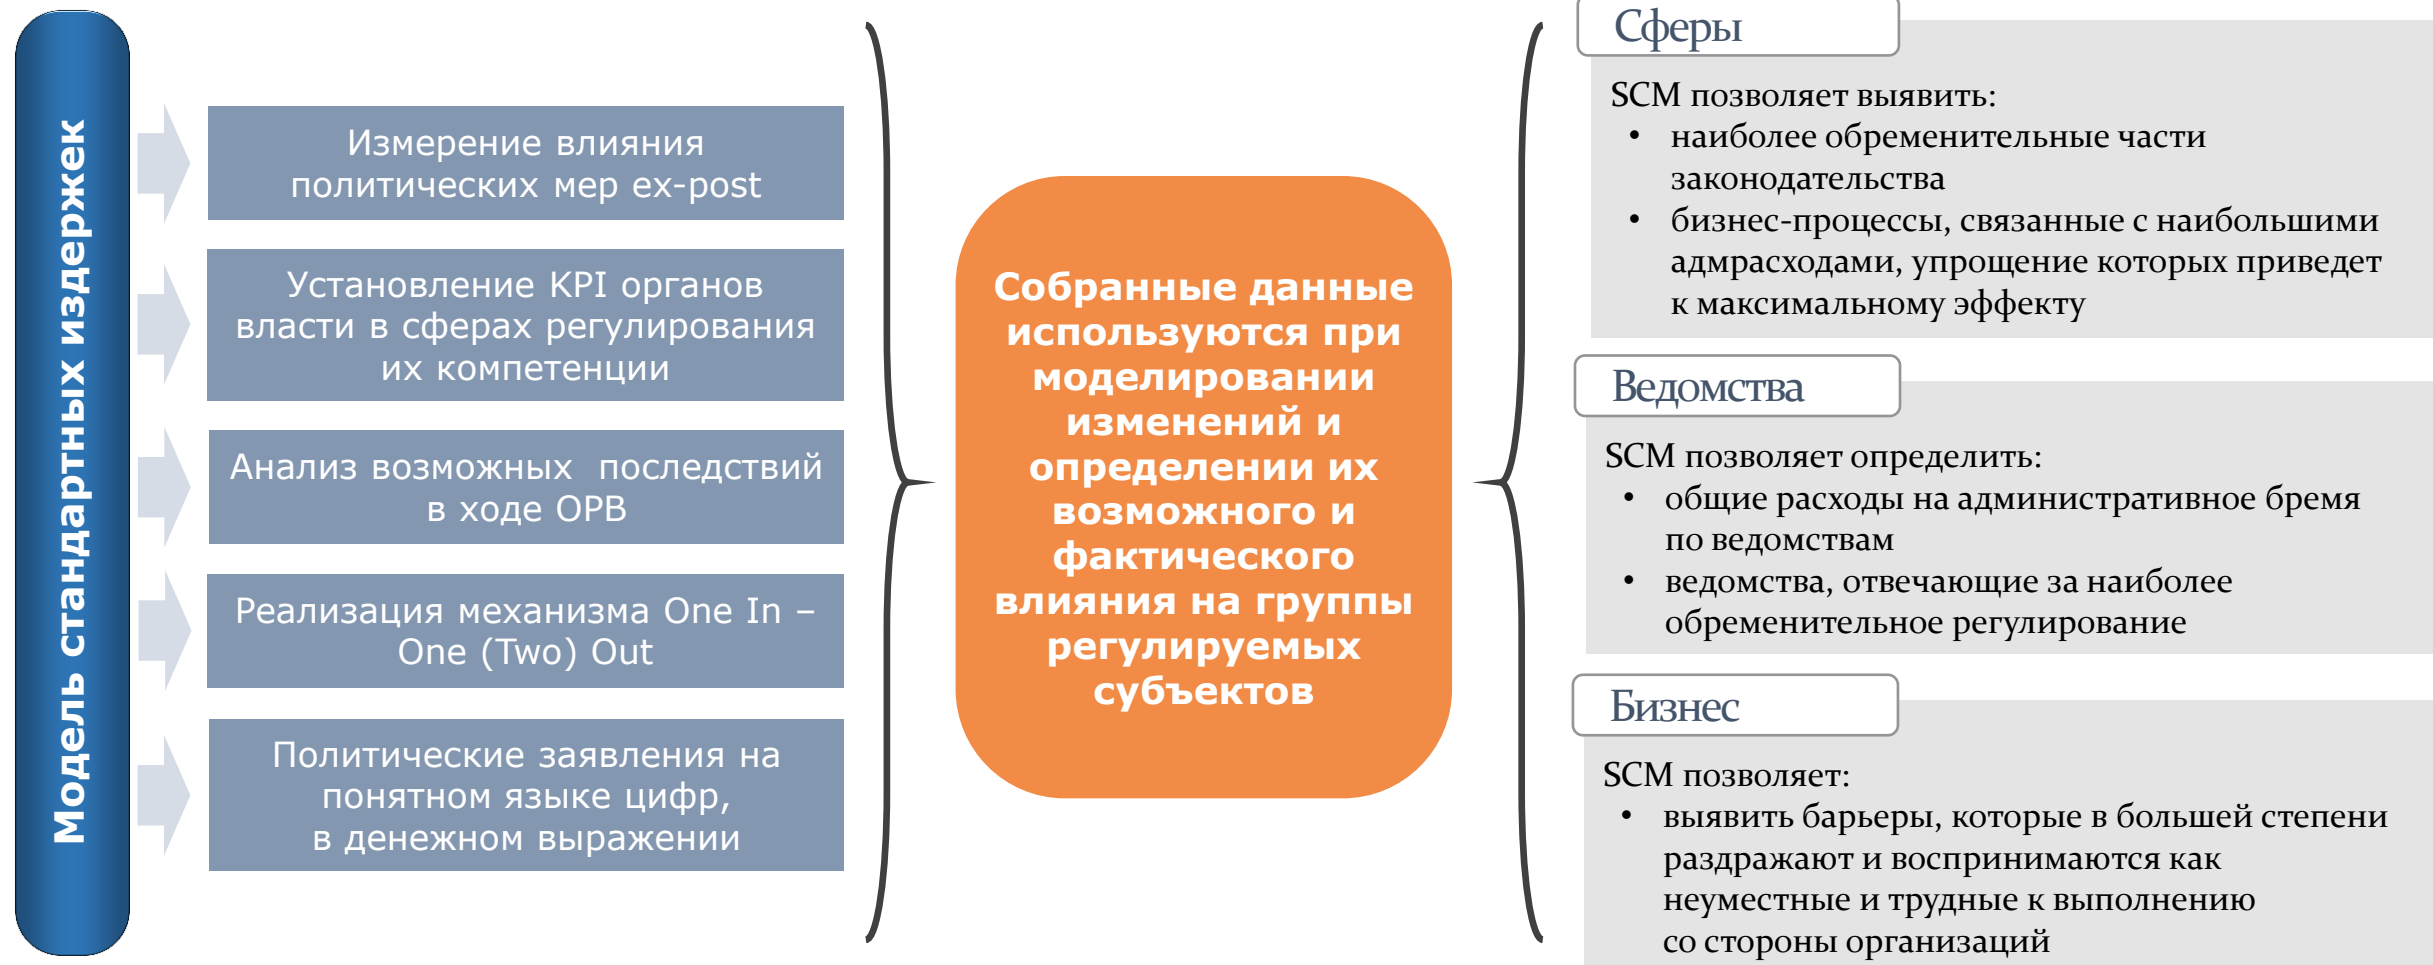 Модель стандартных издержек
Измерение влияния
политических мер ex-post
Установление KPI органов
власти в сферах регулирования
их компетенции
Анализ возможных  последствий
в ходе ОРВ
Реализация механизма One In –
One (Two) Out
Политические заявления на
понятном языке цифр,
в денежном выражении
Собранные данные
используются при
моделировании
изменений и
определении их
возможного и
фактического
влияния на группы
регулируемых
субъектов
Сферы
SCM позволяет выявить:
• наиболее обременительные части
законодательства
• бизнес-процессы, связанные с наибольшими
адмрасходами, упрощение которых приведет
к максимальному эффекту
Ведомства
SCM позволяет определить:
• общие расходы на административное бремя
по ведомствам
• ведомства, отвечающие за наиболее
обременительное регулирование
Бизнес
SCM позволяет:
• выявить барьеры, которые в большей степени
раздражают и воспринимаются как
неуместные и трудные к выполнению
со стороны организаций